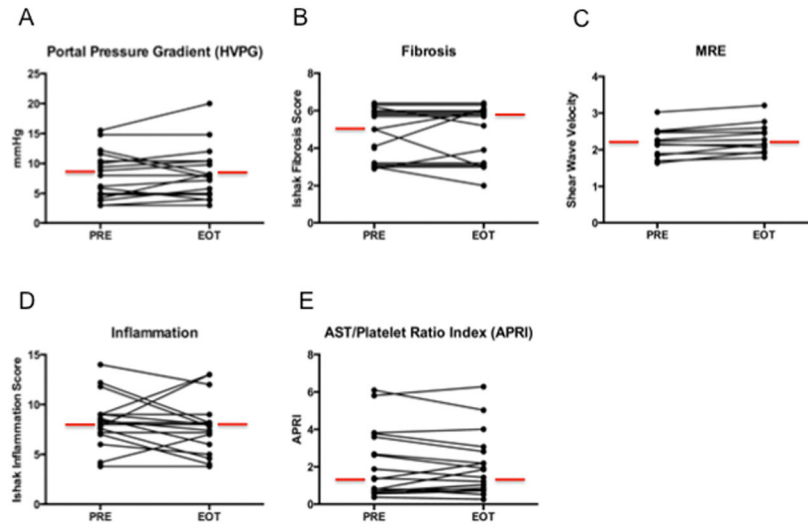 A
Portal Pressure Gradient (HVPG)
25
20
15
10
5
0
mmHg
PRE
EOT
B
Fibrosis
8
6
4
2
0
Ishak Fibrosis Score
PRE
EOT
C
MRE
4
3
2
1
0
Shear Wave Velocity
PRE
EOT
D
Inflammation
15
10
5
0
Ishak Inflammation Score
PRE
EOT
E
AST/Platelet Ratio Index (APRI)
8
6
4
2
0
APRI
PRE
EOT